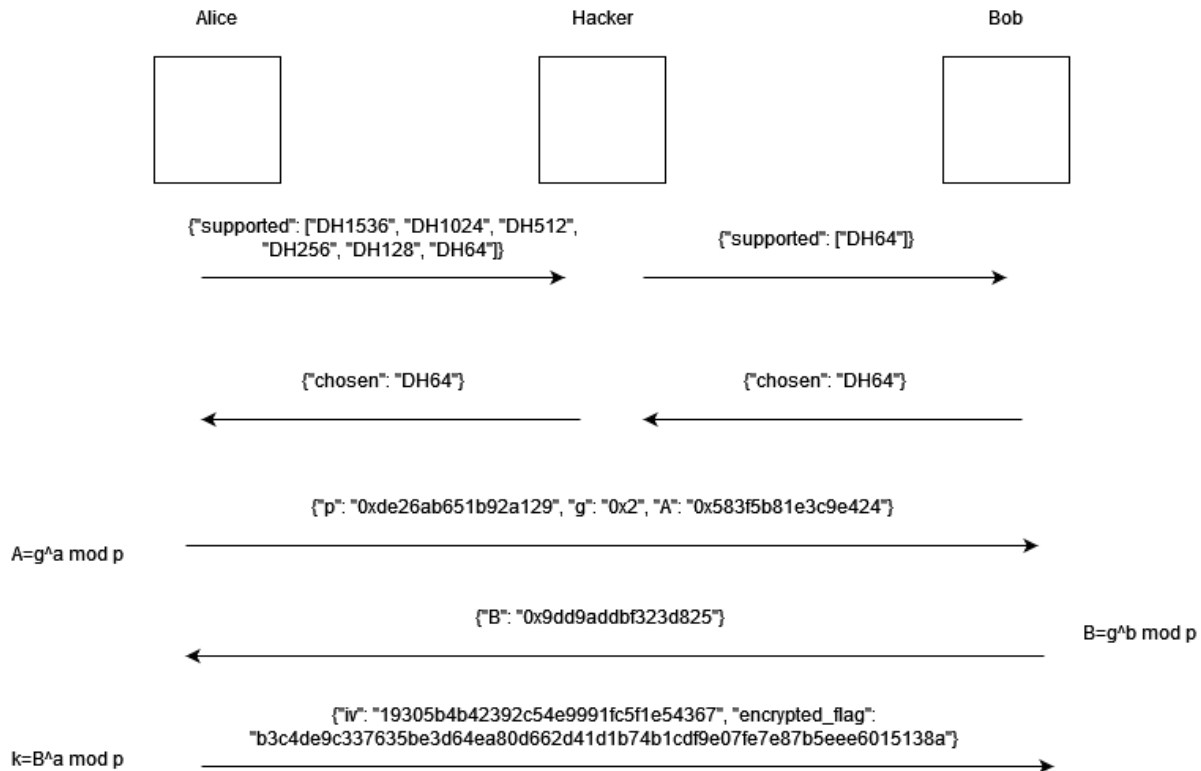 Alice
Hacker
Bob
{"supported": ["DH1536", "DH1024", "DH512",
"DH256", "DH128", "DH64"]}
{"supported": ["DH64"]}
{"chosen": "DH64"}
{"chosen": "DH64"}
{"p": "0xde26ab651b92a129", "g": "0x2", "A": "0x583f5b81e3c9e424"}
A=g^a mod p
{"B": "0x9dd9addbf323d825"}
B=g^b mod p
{"iv": "19305b4b42392c54e9991fc5f1e54367", "encrypted_flag":
"b3c4de9c337635be3d64ea80d662d41d1b74b1cdf9e07fe7e87b5eee6015138a"}
k=B^a mod p